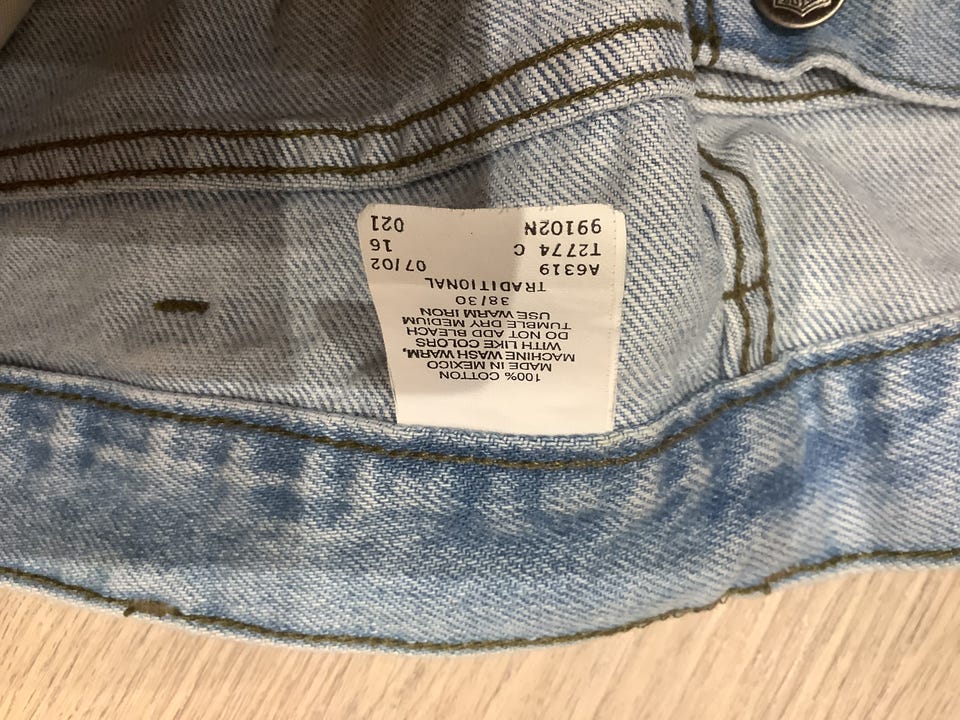 100% COTTON
MADE IN MEXICO
MACHINE WASH WARM,
WITH LIKE COLORS
DO NOT ADD BLEACH
TUMBLE DRY MEDIUM
USE WARM IRON
38/30
TRADITIONAL
A6319 07/02
T2774 C 16
99102N 021